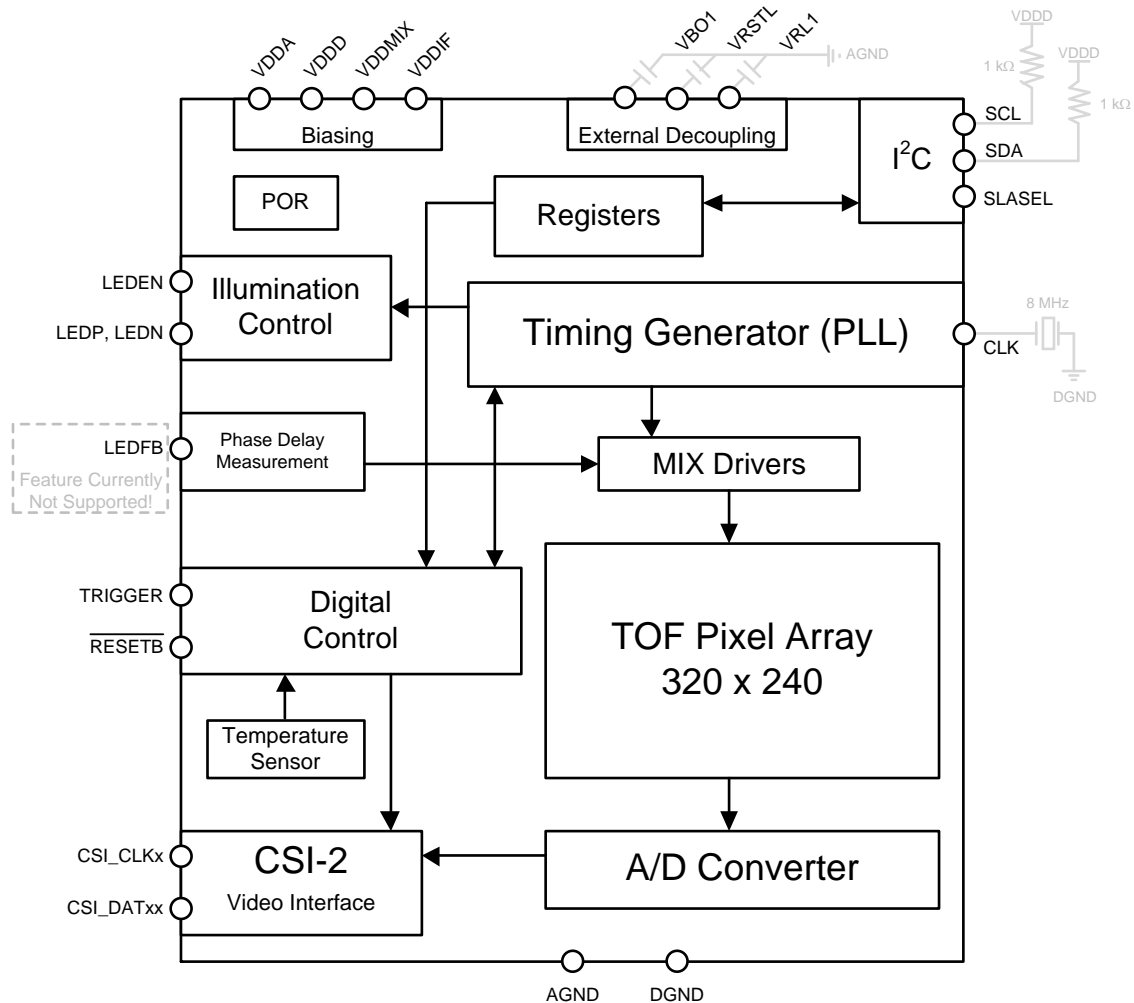 VDDA
VDDD
VDDMIX
VDDIF
VBO1
VRSTL
VRL1
AGND
VDDD
1 kΩ
VDDD
1 kΩ
Biasing
External Decoupling
I²C
SCL
SDA
SLASEL
POR
Registers
LEDEN
LEDP, LEDN
Illumination
Control
Timing Generator (PLL)
8 MHz
CLK
DGND
LEDFB
Feature Currently
Not Supported!
Phase Delay
Measurement
MIX Drivers
TRIGGER
RESETB
Digital
Control
TOF Pixel Array
320 x 240
Temperature
Sensor
CSI_CLKx
CSI_DATxx
CSI-2
Video Interface
A/D Converter
AGND
DGND